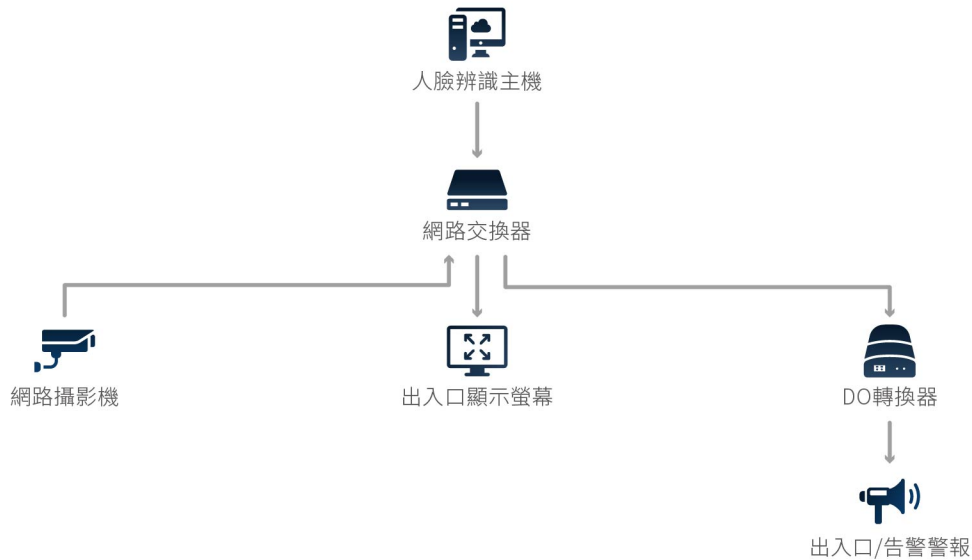 人臉辨識主機
網路交換器
網路攝影機
出入口顯示螢幕
DO轉換器
出入口/告警警報